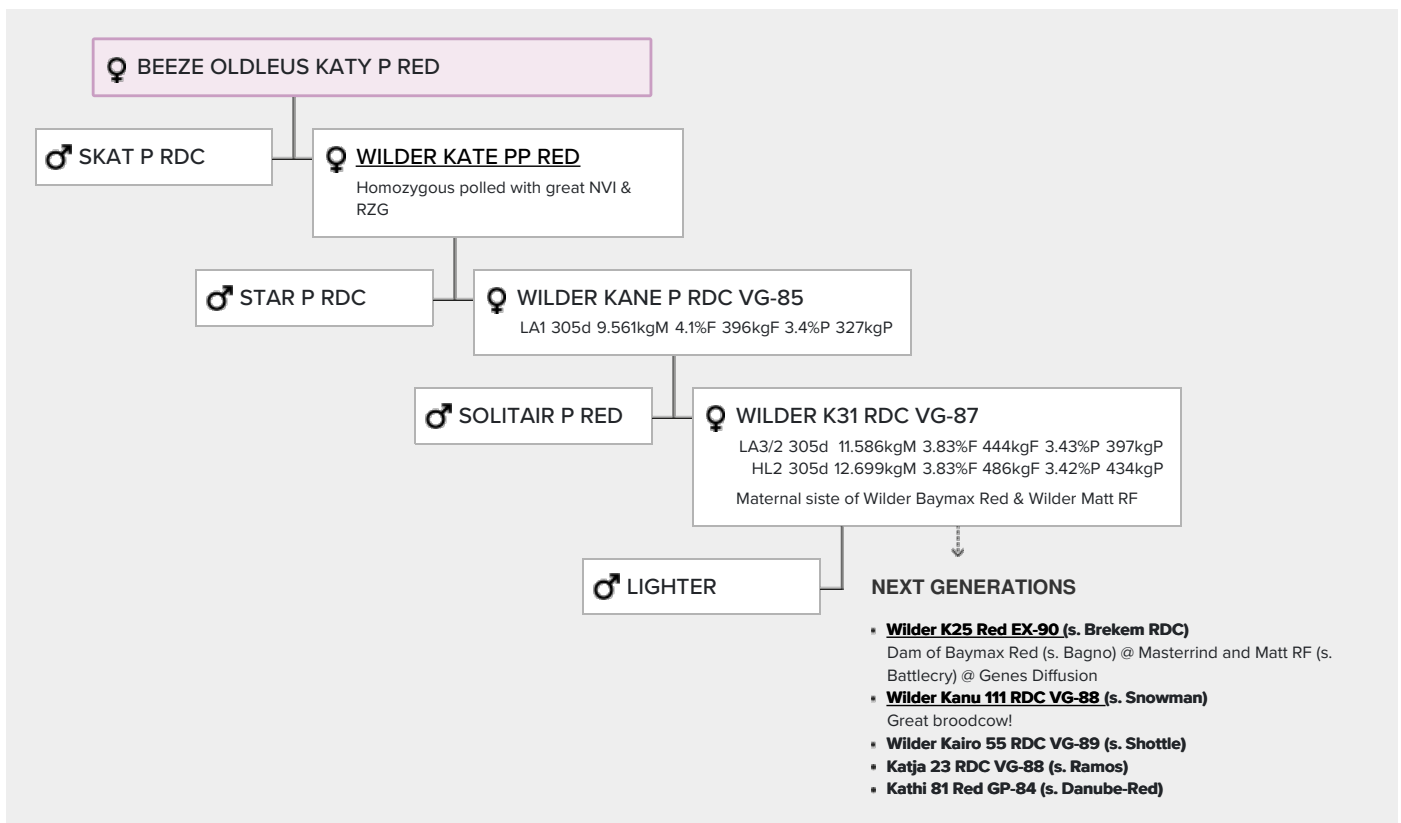 BEEZE OLDLEUS KATY P RED
SKAT P RDC
WILDER KATE PP RED
Homozygous polled with great NVI &
RZG
STAR P RDC
WILDER KANE P RDC VG-85
LA1 305d 9.561kgM 4.1%F 396kgF 3.4%P 327kgP
SOLITAIR P RED
WILDER K31 RDC VG-87
LA3/2 305d 11.586kgM 3.83%F 444kgF 3.43%P 397kgP
HL2 305d 12.699kgM 3.83%F 486kgF 3.42%P 434kgP
Maternal siste of Wilder Baymax Red & Wilder Matt RF
LIGHTER
NEXT GENERATIONS
Wilder K25 Red EX-90 (s. Brekem RDC)
Dam of Baymax Red (s. Bagno) @ Masterrind and Matt RF (s.
Battlecry) @ Genes Diffusion
Wilder Kanu 111 RDC VG-88 (s. Snowman)
Great broodcow!
Wilder Kairo 55 RDC VG-89 (s. Shottle)
Katja 23 RDC VG-88 (s. Ramos)
Kathi 81 Red GP-84 (s. Danube-Red)